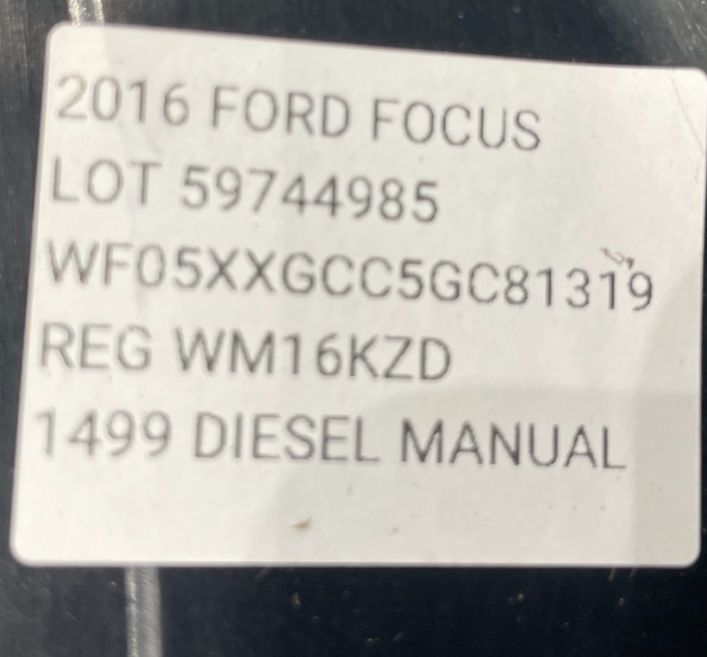 2016 FORD FOCUS
LOT 59744985
WF05XXGCC5GC81319
REG WM16KZD
1499 DIESEL MANUAL